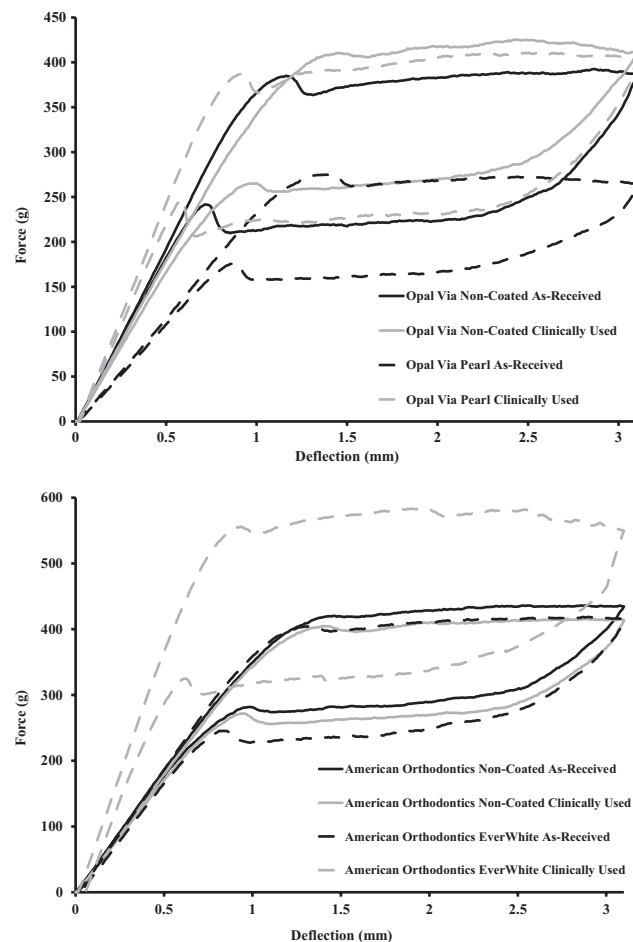 450
400
350
300
250
200
150
100
50
0
Force (g)
Opal Via Non-Coated As-Received
Opal Via Non-Coated Clinically Used
Opal Via Pearl As-Received
Opal Via Pearl Clinically Used
0 0.5 1 1.5 2 2.5 3
Deflection (mm)
600
500
400
300
200
100
0
Force (g)
American Orthodontics Non-Coated As-Received
American Orthodontics Non-Coated Clinically Used
American Orthodontics EverWhite As-Received
American Orthodontics EverWhite Clinically Used
0 0.5 1 1.5 2 2.5 3
Deflection (mm)